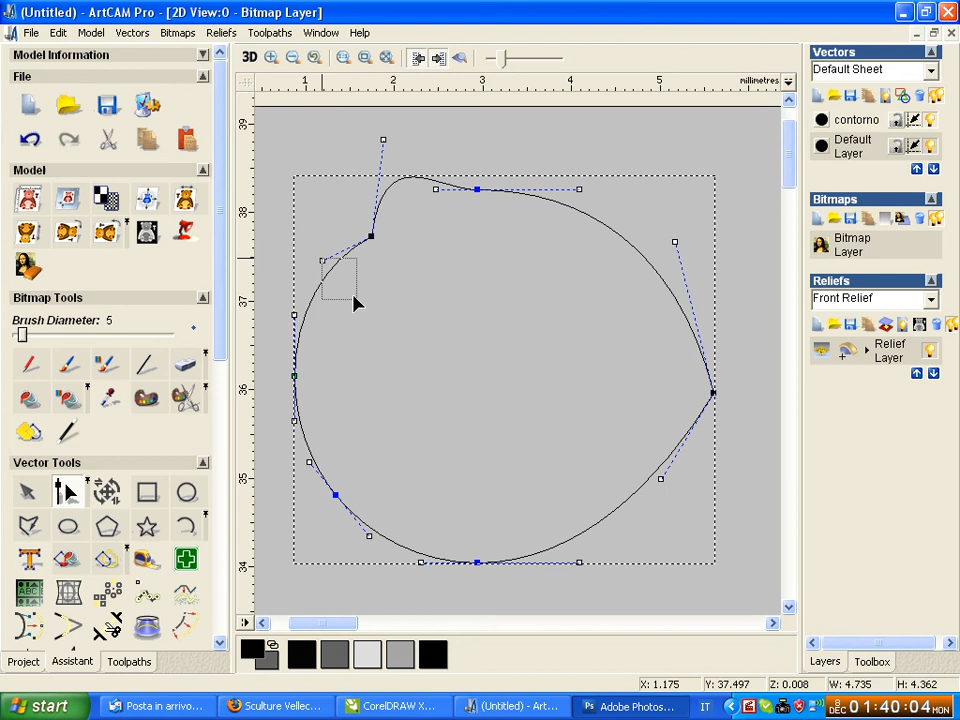 (Untitled) - ArtCAM Pro - [2D View:0 - Bitmap Layer]
File Edit Model Vectors Bitmaps Reliefs Toolpaths Window Help
Model Information
File
Model
Bitmap Tools
Brush Diameter: 5
Vector Tools
ABC
Project Assistant Toolpaths
3D
1 2 3 4 5 millimetres
39
38
37
36
35
34
Vectors
Default Sheet
contorno
Default Layer
Bitmaps
Bitmap Layer
Reliefs
Front Relief
Relief Layer
Layers Toolbox
X: 1.175 Y: 37.497 Z: 0.008 W: 4.735 H: 4.362
start Posta in arrivo... Sculture Vellec... CorelDRAW X... (Untitled) - Art... Adobe Photos... IT 8 DEC 01:40:04 MON